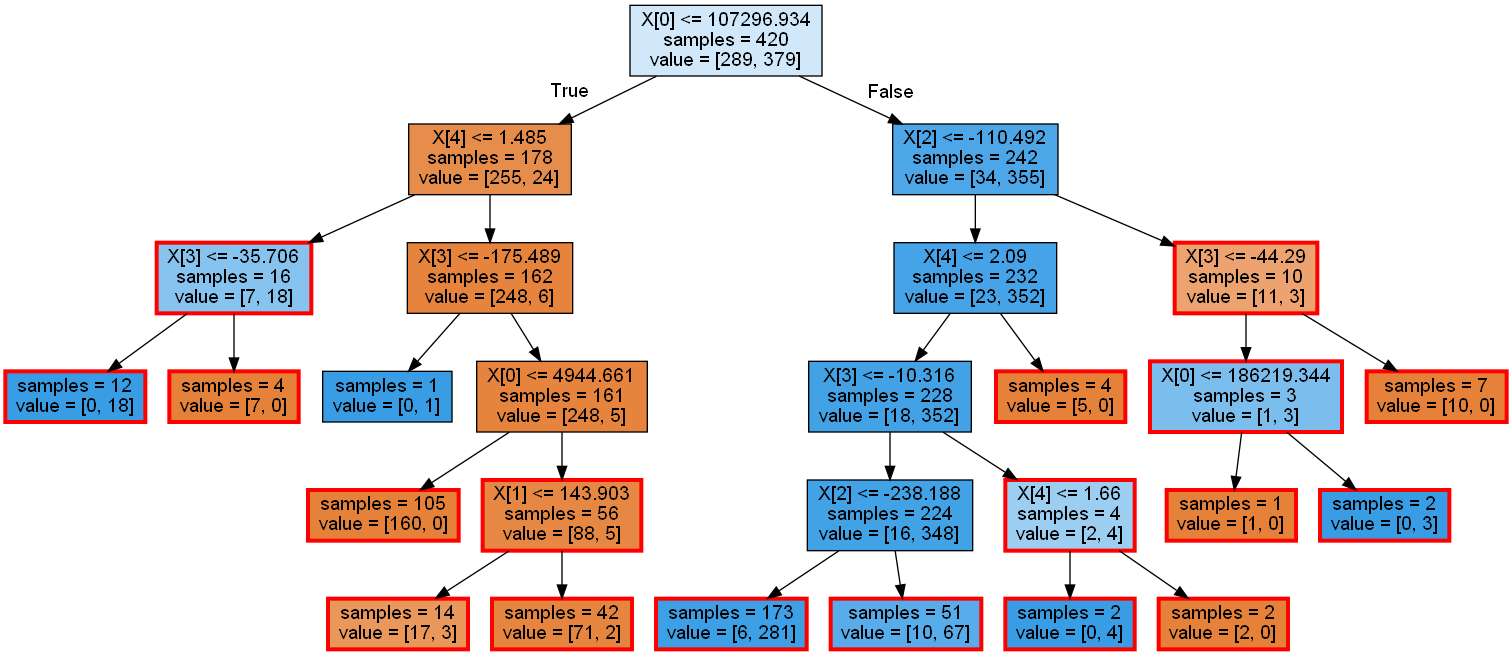 X[0] <= 107296.934
samples = 420
value = [289, 379]
True
False
X[4] <= 1.485
samples = 178
value = [255, 24]
X[2] <= -110.492
samples = 242
value = [34, 355]
X[3] <= -35.706
samples = 16
value = [7, 18]
X[3] <= -175.489
samples = 162
value = [248, 6]
X[4] <= 2.09
samples = 232
value = [23, 352]
X[3] <= -44.29
samples = 10
value = [11, 3]
samples = 12
value = [0, 18]
samples = 4
value = [7, 0]
samples = 1
value = [0, 1]
X[0] <= 4944.661
samples = 161
value = [248, 5]
X[3] <= -10.316
samples = 228
value = [18, 352]
samples = 4
value = [5, 0]
X[0] <= 186219.344
samples = 3
value = [1, 3]
samples = 7
value = [10, 0]
samples = 105
value = [160, 0]
X[1] <= 143.903
samples = 56
value = [88, 5]
X[2] <= -238.188
samples = 224
value = [16, 348]
X[4] <= 1.66
samples = 4
value = [2, 4]
samples = 1
value = [1, 0]
samples = 2
value = [0, 3]
samples = 14
value = [17, 3]
samples = 42
value = [71, 2]
samples = 173
value = [6, 281]
samples = 51
value = [10, 67]
samples = 2
value = [0, 4]
samples = 2
value = [2, 0]